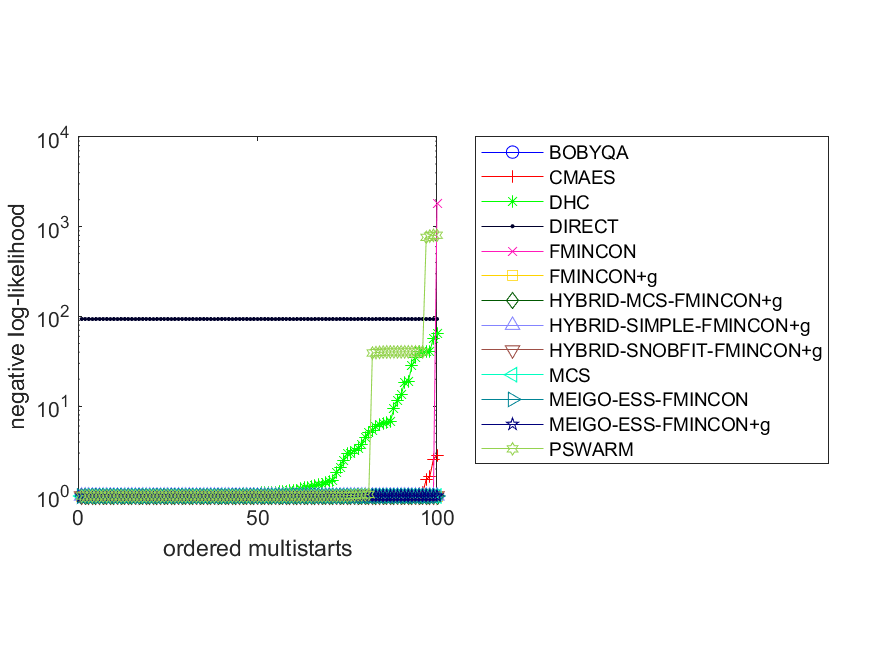 10^4
10^3
10^2
10^1
10^0
negative log-likelihood
0
50
100
ordered multistarts
BOBYQA
CMAES
DHC
DIRECT
FMINCON
FMINCON+g
HYBRID-MCS-FMINCON+g
HYBRID-SIMPLE-FMINCON+g
HYBRID-SNOBFIT-FMINCON+g
MCS
MEIGO-ESS-FMINCON
MEIGO-ESS-FMINCON+g
PSWARM